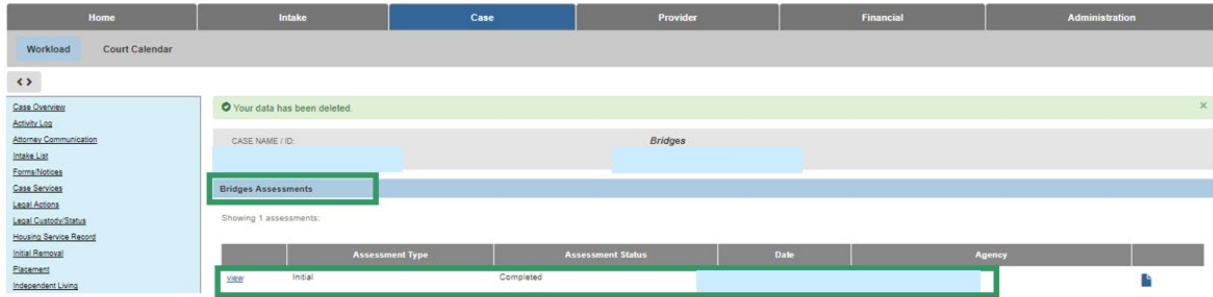 Home Intake Case Provider Financial Administration
Workload Court Calendar
Case Overview
Activity Log
Attorney Communication
Intake List
Forms/Notices
Case Services
Legal Actions
Legal Custody/Status
Housing Service Record
Initial Removal
Placement
Independent Living
Your data has been deleted.
CASE NAME / ID: Bridges
Bridges Assessments
Showing 1 assessments:
Assessment Type Assessment Status Date Agency
view Initial Completed